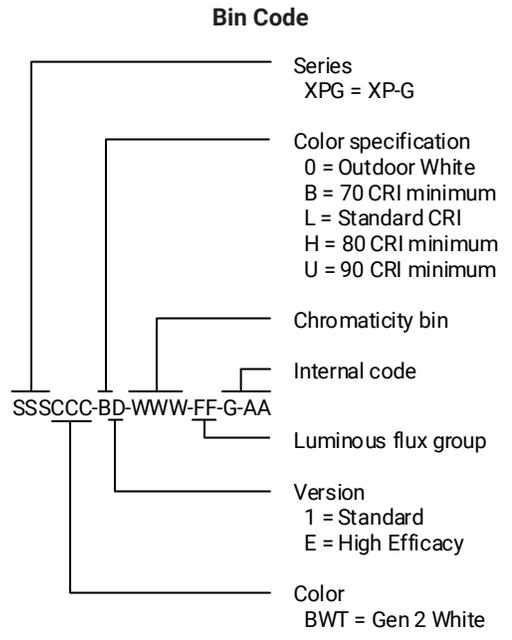 Bin Code
Series
XPG = XP-G
Color specification
0 = Outdoor White
B = 70 CRI minimum
L = Standard CRI
H = 80 CRI minimum
U = 90 CRI minimum
Chromaticity bin
Internal code
SSSCCC-BD-WWW-FF-G-AA
Luminous flux group
Version
1 = Standard
E = High Efficacy
Color
BWT = Gen 2 White